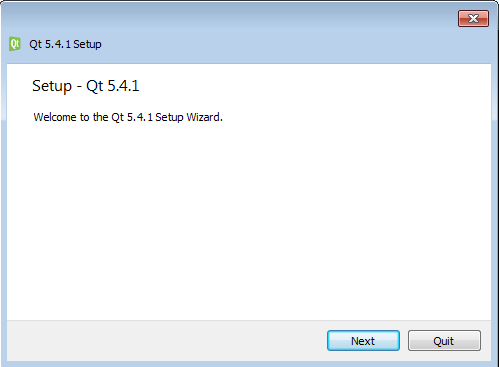 Qt 5.4.1 Setup
Setup - Qt 5.4.1
Welcome to the Qt 5.4.1 Setup Wizard.
Next
Quit